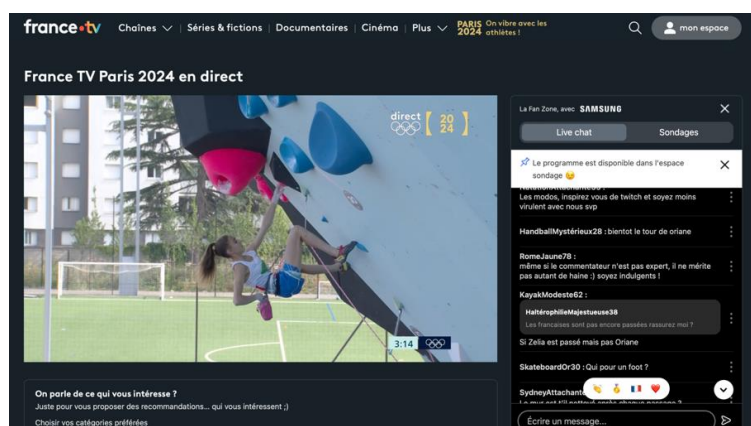 france•tv
Chaînes
Séries & fictions
Documentaires
Cinéma
Plus
PARIS 2024
On vibre avec les athlètes !
mon espace
France TV Paris 2024 en direct
direct
20
24
3:14
La Fan Zone, avec SAMSUNG
Live chat
Sondages
Le programme est disponible dans l'espace
sondage
Les modos, inspirez vous de twitch et soyez moins
virulent avec nous svp
HandballMystérieux28 : bientot le tour de oriane
RomeJaune78 :
même si le commentateur n'est pas expert, il ne mérite
pas autant de haine :) soyez indulgents !
KayakModeste62 :
HaltérophilieMajestueuse38
Les francaises sont pas encore passées rassurez moi ?
Si Zelia est passé mais pas Oriane
SkateboardOr30 : Qui pour un foot ?
SydneyAttachant
Écrire un message...
On parle de ce qui vous intéresse ?
Juste pour vous proposer des recommandations... qui vous intéressent ;)
Choisir vos catégories préférées